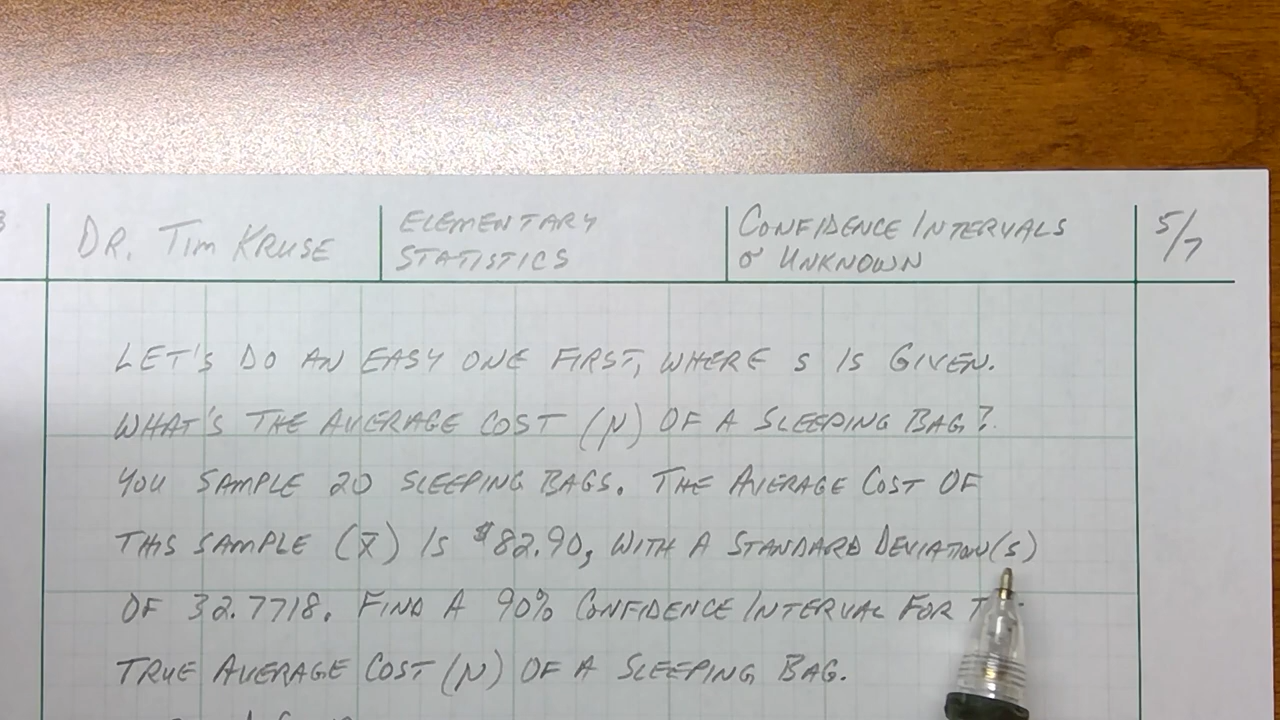 DR. TIM KRUSE
ELEMENTARY
STATISTICS
CONFIDENCE INTERVALS
σ UNKNOWN
5/7
LET'S DO AN EASY ONE FIRST, WHERE S IS GIVEN.
WHAT'S THE AVERAGE COST (μ) OF A SLEEPING BAG?
YOU SAMPLE 20 SLEEPING BAGS. THE AVERAGE COST OF
THIS SAMPLE (x̄) IS $82.90, WITH A STANDARD DEVIATION (s)
OF 32.7718. FIND A 90% CONFIDENCE INTERVAL FOR
TRUE AVERAGE COST (μ) OF A SLEEPING BAG.